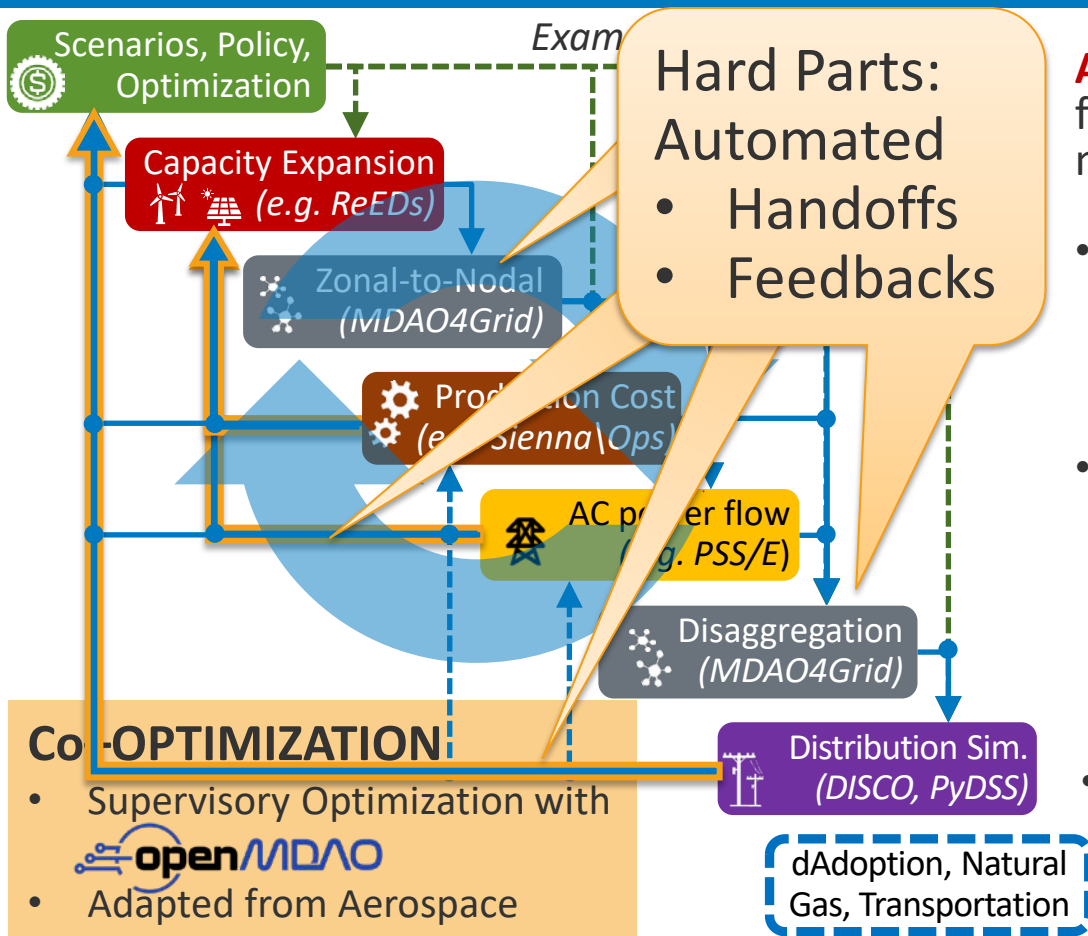 Scenarios, Policy,
Optimization
Exam
Hard Parts:
Automated
• Handoffs
• Feedbacks
Capacity Expansion
(e.g. ReEDs)
Zonal-to-Nodal
(MDAO4Grid)
Production Cost
(e.g. Sienna\Ops)
AC power flow
(e.g. PSS/E)
Disaggregation
(MDAO4Grid)
Distribution Sim.
(DISCO, PyDSS)
Co-OPTIMIZATION
• Supervisory Optimization with
openMDAO
• Adapted from Aerospace
dAdoption, Natural
Gas, Transportation